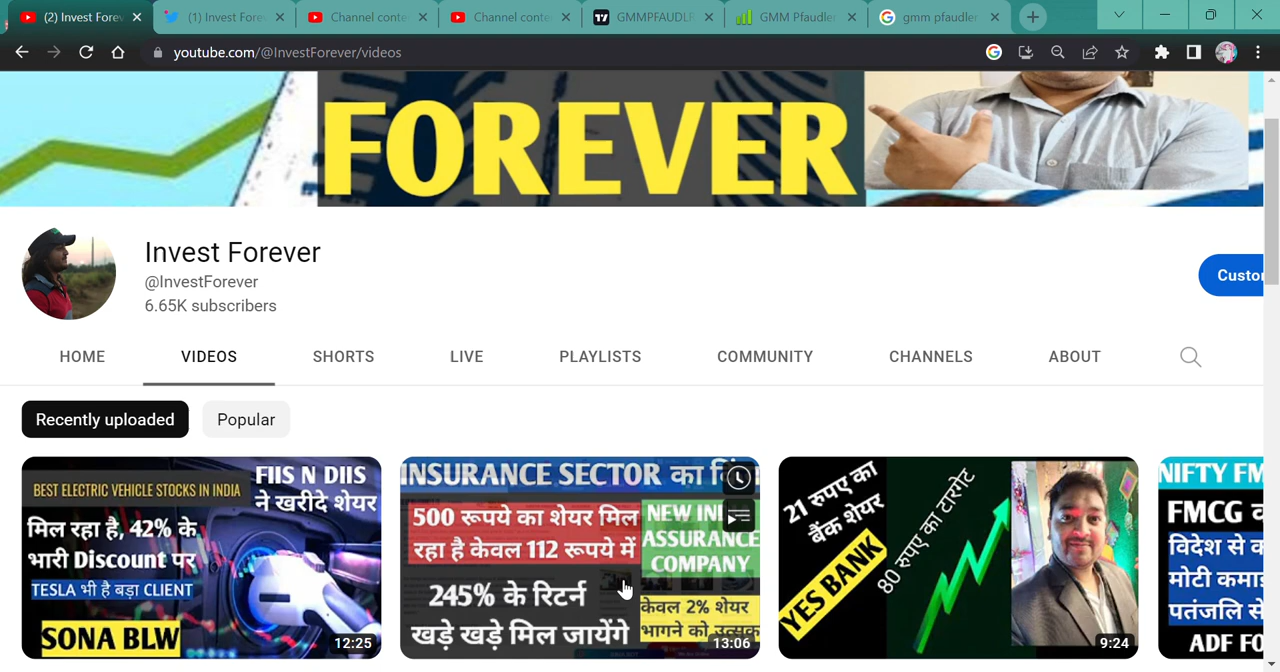 (2) Invest Forev
(1) Invest Fore
Channel conte
Channel conte
GMMPFAUDLE
GMM Pfaudler
gmm pfaudler
youtube.com/@InvestForever/videos
FOREVER
Invest Forever
@InvestForever
6.65K subscribers
Custo
HOME VIDEOS SHORTS LIVE PLAYLISTS COMMUNITY CHANNELS ABOUT
Recently uploaded Popular
BEST ELECTRIC VEHICLE STOCKS IN INDIA
FIIS N DIIS
ने खरीदे शेयर
मिल रहा है, 42% के
भारी Discount पर
TESLA भी है बड़ा CLIENT
SONA BLW
12:25
INSURANCE SECTOR का
500 रूपये का शेयर मिल
रहा है केवल 112 रूपये में
NEW
ASSURANCE
COMPANY
245% के रिटर्न
खड़े खड़े मिल जायेंगे
केवल 2% शेयर
भागने को
13:06
21 रुपए का
बैंक शेयर
YES BANK
80 रुपए का टारगेट
9:24
NIFTY FM
FMCG
विदेश से क
मोटी कमा
पतंजलि से
ADF FO